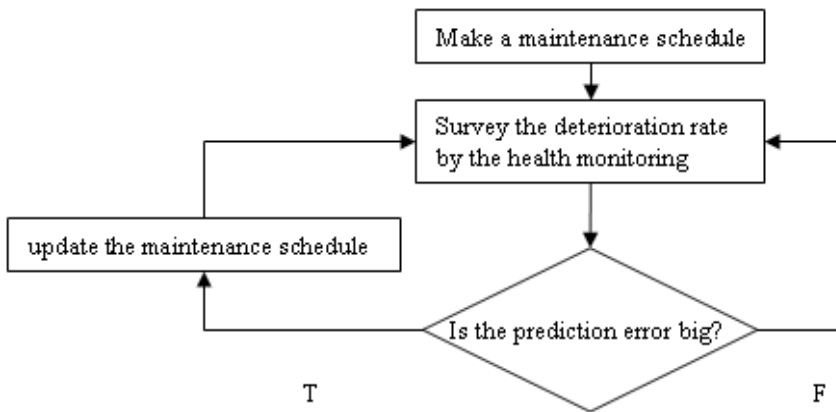 Make a maintenance schedule
Survey the deterioration rate
by the health monitoring
update the maintenance schedule
Is the prediction error big?
T
F